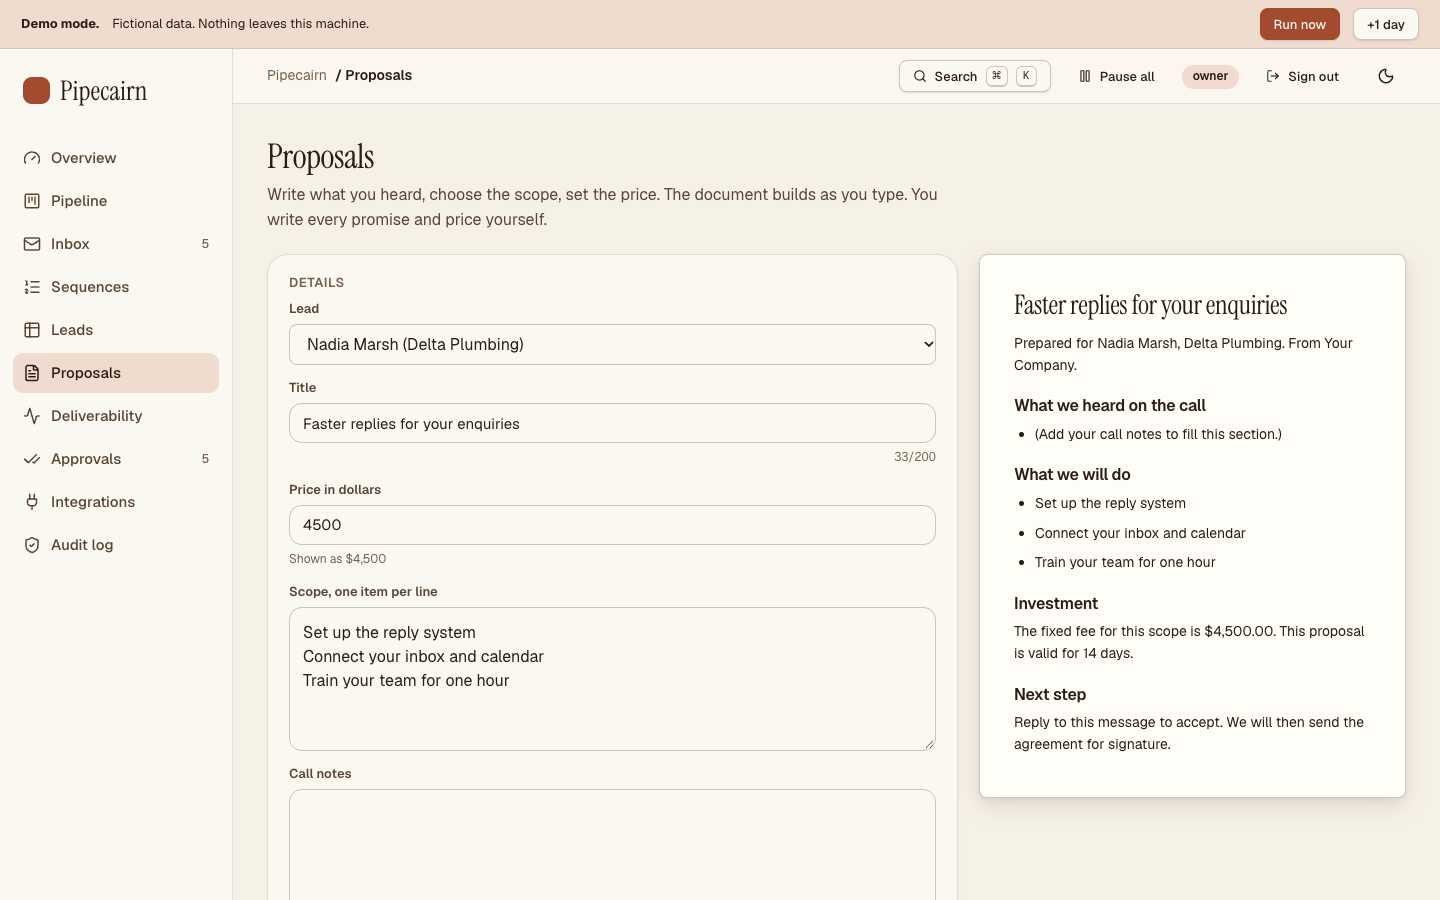 Demo mode. Fictional data. Nothing leaves this machine.
Run now
+1 day
Pipecairn
Overview
Pipeline
Inbox 5
Sequences
Leads
Proposals
Deliverability
Approvals 5
Integrations
Audit log
Pipecairn / Proposals
Search ⌘ K
Pause all
owner
Sign out
Proposals
Write what you heard, choose the scope, set the price. The document builds as you type. You
write every promise and price yourself.
DETAILS
Lead
Nadia Marsh (Delta Plumbing)
Title
Faster replies for your enquiries
33/200
Price in dollars
4500
Shown as $4,500
Scope, one item per line
Set up the reply system
Connect your inbox and calendar
Train your team for one hour
Call notes
Faster replies for your enquiries
Prepared for Nadia Marsh, Delta Plumbing. From Your
Company.
What we heard on the call
• (Add your call notes to fill this section.)
What we will do
• Set up the reply system
• Connect your inbox and calendar
• Train your team for one hour
Investment
The fixed fee for this scope is $4,500.00. This proposal
is valid for 14 days.
Next step
Reply to this message to accept. We will then send the
agreement for signature.